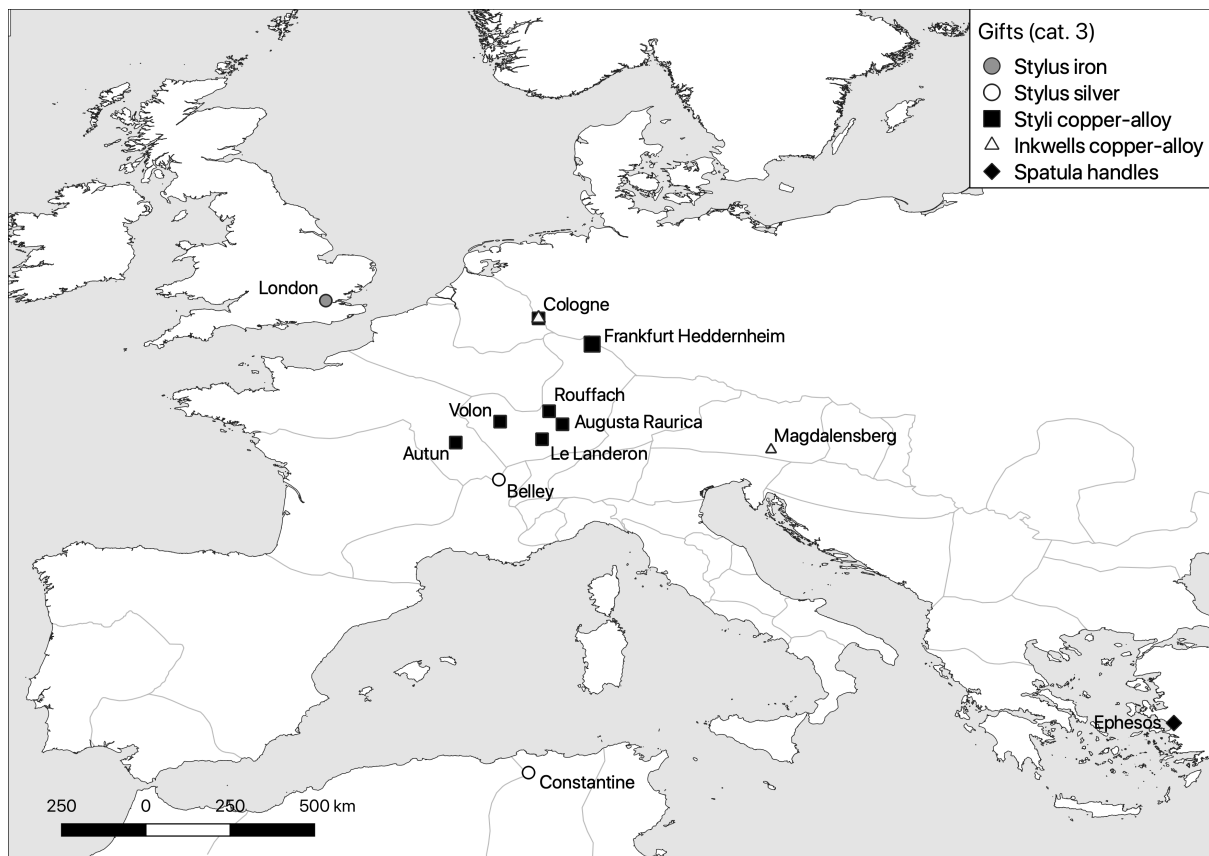 Gifts (cat. 3)
Stylus iron
Stylus silver
Styli copper-alloy
Inkwells copper-alloy
Spatula handles
London
Cologne
Frankfurt Heddernheim
Rouffach
Volon
Augusta Raurica
Autun
Le Landeron
Magdalensberg
Belley
Ephesos
Constantine
250 0 250 500 km